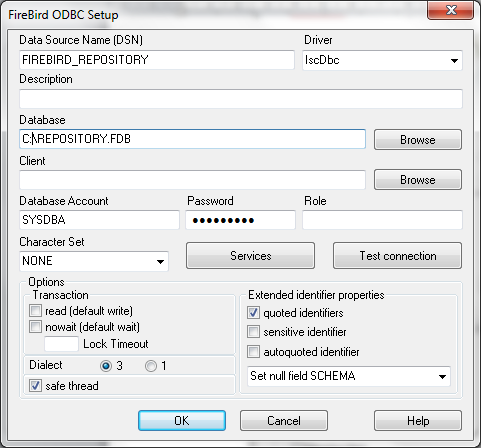 FireBird ODBC Setup
Data Source Name (DSN) Driver
FIREBIRD_REPOSITORY IscDbc
Description
Database
C:\REPOSITORY.FDB Browse
Client
Browse
Database Account Password Role
SYSDBA ●●●●●●●●●
Character Set
NONE Services Test connection
Options
Transaction
read (default write)
nowait (default wait)
Lock Timeout
Dialect 3 1
safe thread
Extended identifier properties
quoted identifiers
sensitive identifier
autoquoted identifier
Set null field SCHEMA
OK Cancel Help